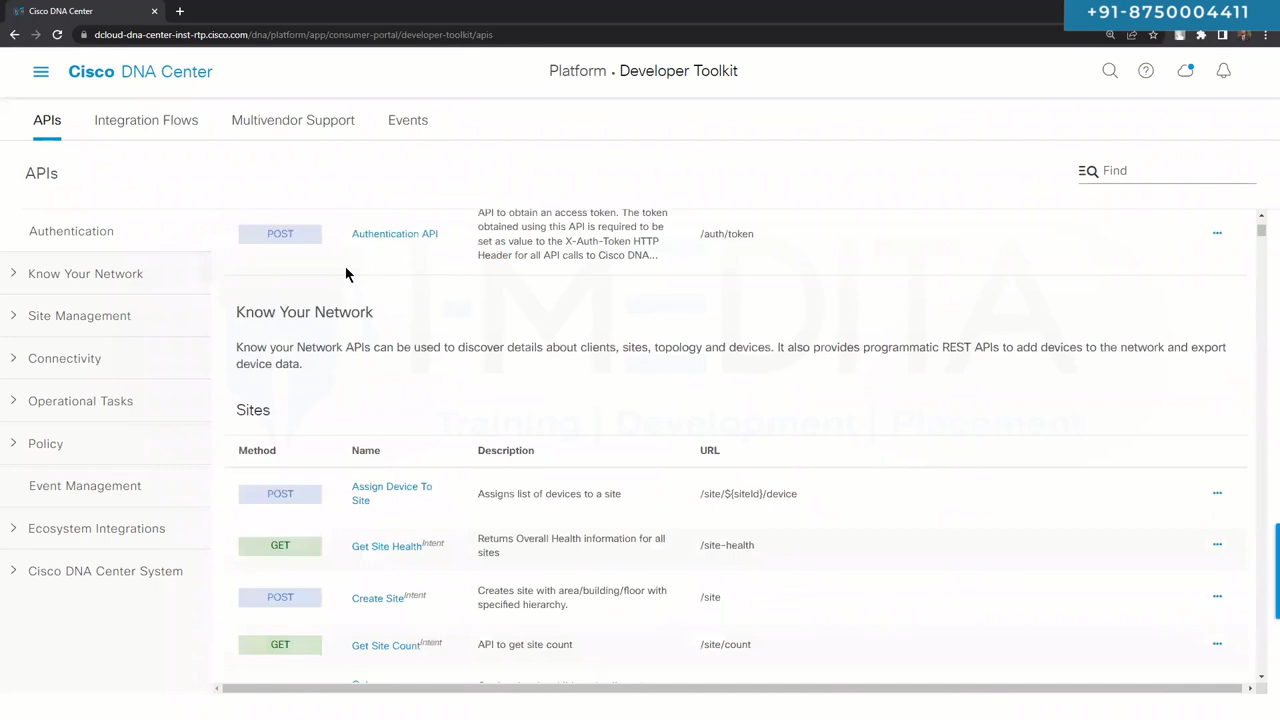 Cisco DNA Center
+91-8750004411
dcloud-dna-center-inst-rtp.cisco.com/dna/platform/app/consumer-portal/developer-toolkit/apis
Cisco DNA Center
Platform • Developer Toolkit
APIs
Integration Flows
Multivendor Support
Events
APIs
Find
Authentication
Know Your Network
Site Management
Connectivity
Operational Tasks
Policy
Event Management
Ecosystem Integrations
Cisco DNA Center System
POST
Authentication API
API to obtain an access token. The token
obtained using this API is required to be
set as value to the X-Auth-Token HTTP
Header for all API calls to Cisco DNA...
/auth/token
Know Your Network
Know your Network APIs can be used to discover details about clients, sites, topology and devices. It also provides programmatic REST APIs to add devices to the network and export
device data.
Sites
Method Name Description URL
POST
Assign Device To
Site
Assigns list of devices to a site
/site/${siteId}/device
GET
Get Site Health Intent
Returns Overall Health information for all
sites
/site-health
POST
Create Site Intent
Creates site with area/building/floor with
specified hierarchy.
/site
GET
Get Site Count Intent
API to get site count
/site/count
I-MEDITA
Training | Development | Placement